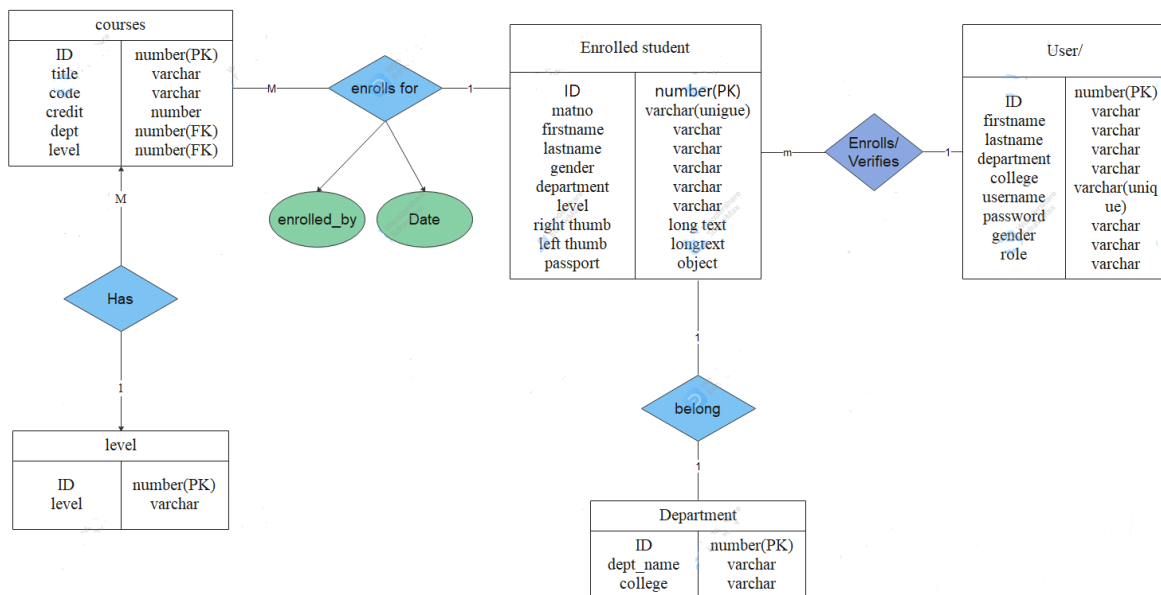 courses
ID number(PK)
title varchar
code varchar
credit number
dept number(FK)
level number(FK)
M
enrolls for
1
enrolled_by
Date
Enrolled student
ID number(PK)
matno varchar(unigue)
firstname varchar
lastname varchar
gender varchar
department varchar
level varchar
right thumb long text
left thumb longtext
passport object
m
Enrolls/
Verifies
1
User/
ID
firstname
lastname
department
college
username
password
gender
role
number(PK)
varchar
varchar
varchar
varchar
varchar(uniq
ue)
varchar
varchar
varchar
M
Has
1
level
ID number(PK)
level varchar
1
belong
1
Department
ID number(PK)
dept_name varchar
college varchar